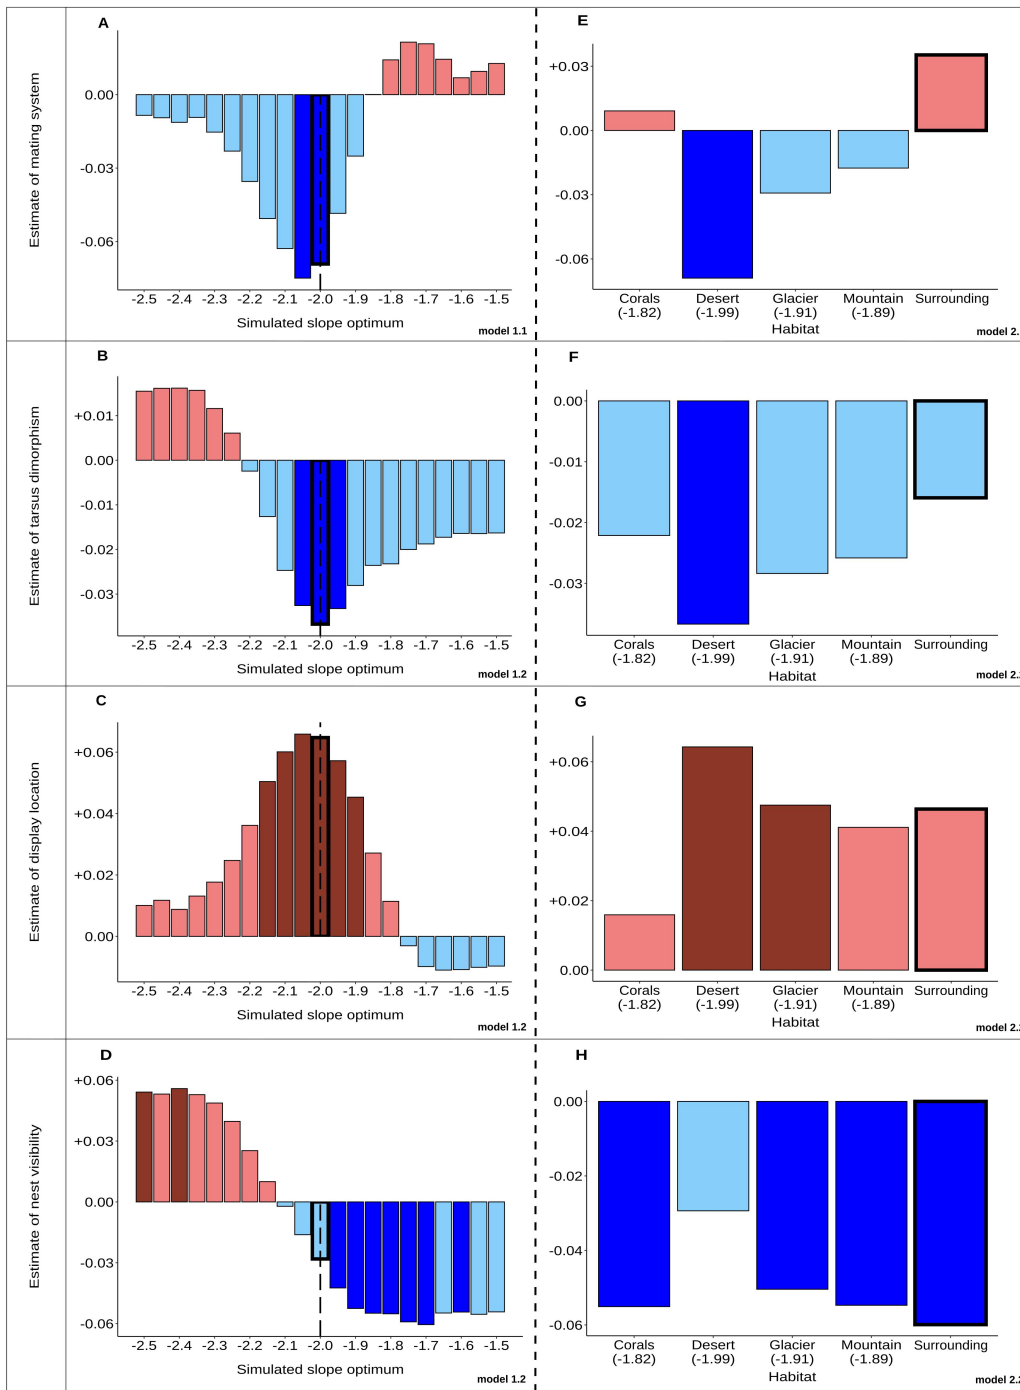 A
Estimate of mating system
0.00
-0.03
-0.06
-2.5 -2.4 -2.3 -2.2 -2.1 -2.0 -1.9 -1.8 -1.7 -1.6 -1.5
Simulated slope optimum
model 1.1
E
+0.03
0.00
-0.03
-0.06
Corals Desert Glacier Mountain Surrounding
(-1.82) (-1.99) (-1.91) (-1.89)
Habitat
model 2.
B
Estimate of tarsus dimorphism
+0.01
0.00
-0.01
-0.02
-0.03
-2.5 -2.4 -2.3 -2.2 -2.1 -2.0 -1.9 -1.8 -1.7 -1.6 -1.5
Simulated slope optimum
model 1.2
F
0.00
-0.01
-0.02
-0.03
Corals Desert Glacier Mountain Surrounding
(-1.82) (-1.99) (-1.91) (-1.89)
Habitat
model 2.
C
Estimate of display location
+0.06
+0.04
+0.02
0.00
-2.5 -2.4 -2.3 -2.2 -2.1 -2.0 -1.9 -1.8 -1.7 -1.6 -1.5
Simulated slope optimum
model 1.2
G
+0.06
+0.04
+0.02
0.00
Corals Desert Glacier Mountain Surrounding
(-1.82) (-1.99) (-1.91) (-1.89)
Habitat
model 2.
D
Estimate of nest visibility
+0.06
+0.03
0.00
-0.03
-0.06
-2.5 -2.4 -2.3 -2.2 -2.1 -2.0 -1.9 -1.8 -1.7 -1.6 -1.5
Simulated slope optimum
model 1.2
H
0.00
-0.02
-0.04
-0.06
Corals Desert Glacier Mountain Surrounding
(-1.82) (-1.99) (-1.91) (-1.89)
Habitat
model 2.